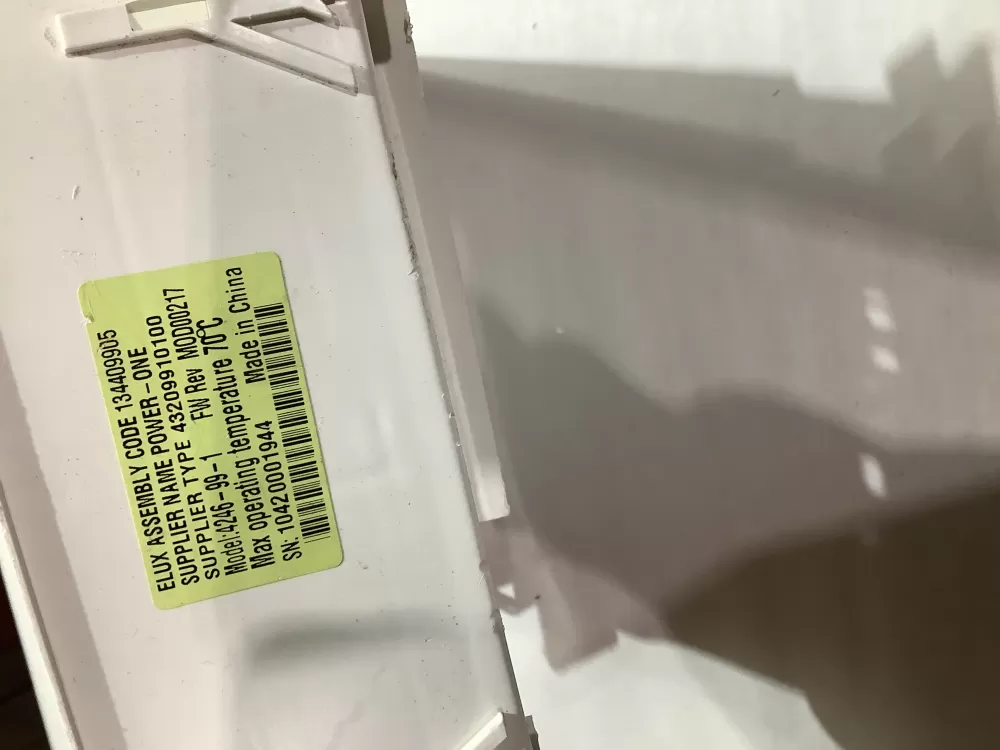 ELUX ASSEMBLY CODE 134409905
SUPPLIER NAME POWER-ONE
SUPPLIER TYPE 43209910100
Model:4246-99-1 FW Rev MOD00217
Max operating temperature 70°C
SN: 10420001944 Made in China